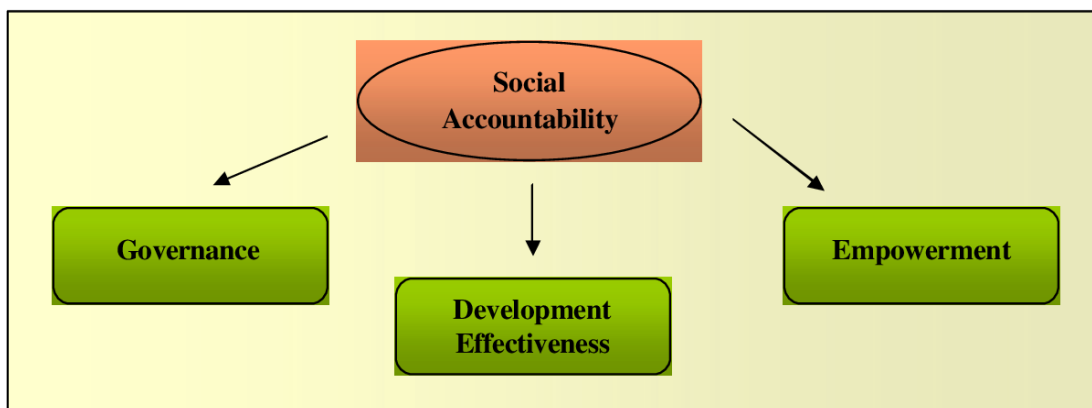 Social
Accountability
Governance
Empowerment
Development
Effectiveness